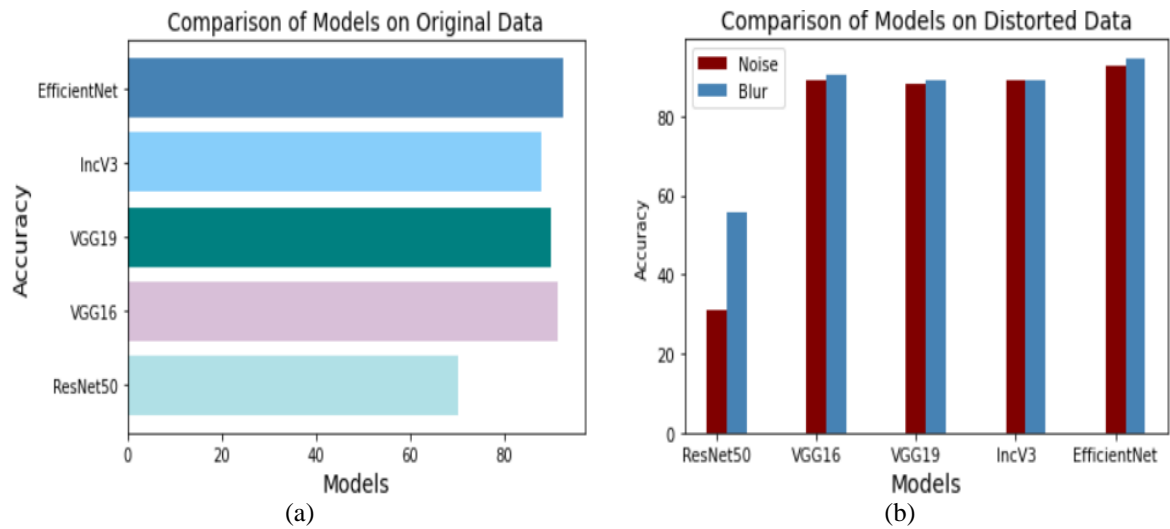 Comparison of Models on Original Data
Accuracy
EfficientNet
IncV3
VGG19
VGG16
ResNet50
0 20 40 60 80
Models
(a)
Comparison of Models on Distorted Data
Noise
Blur
Accuracy
80
60
40
20
0
ResNet50 VGG16 VGG19 IncV3 EfficientNet
Models
(b)